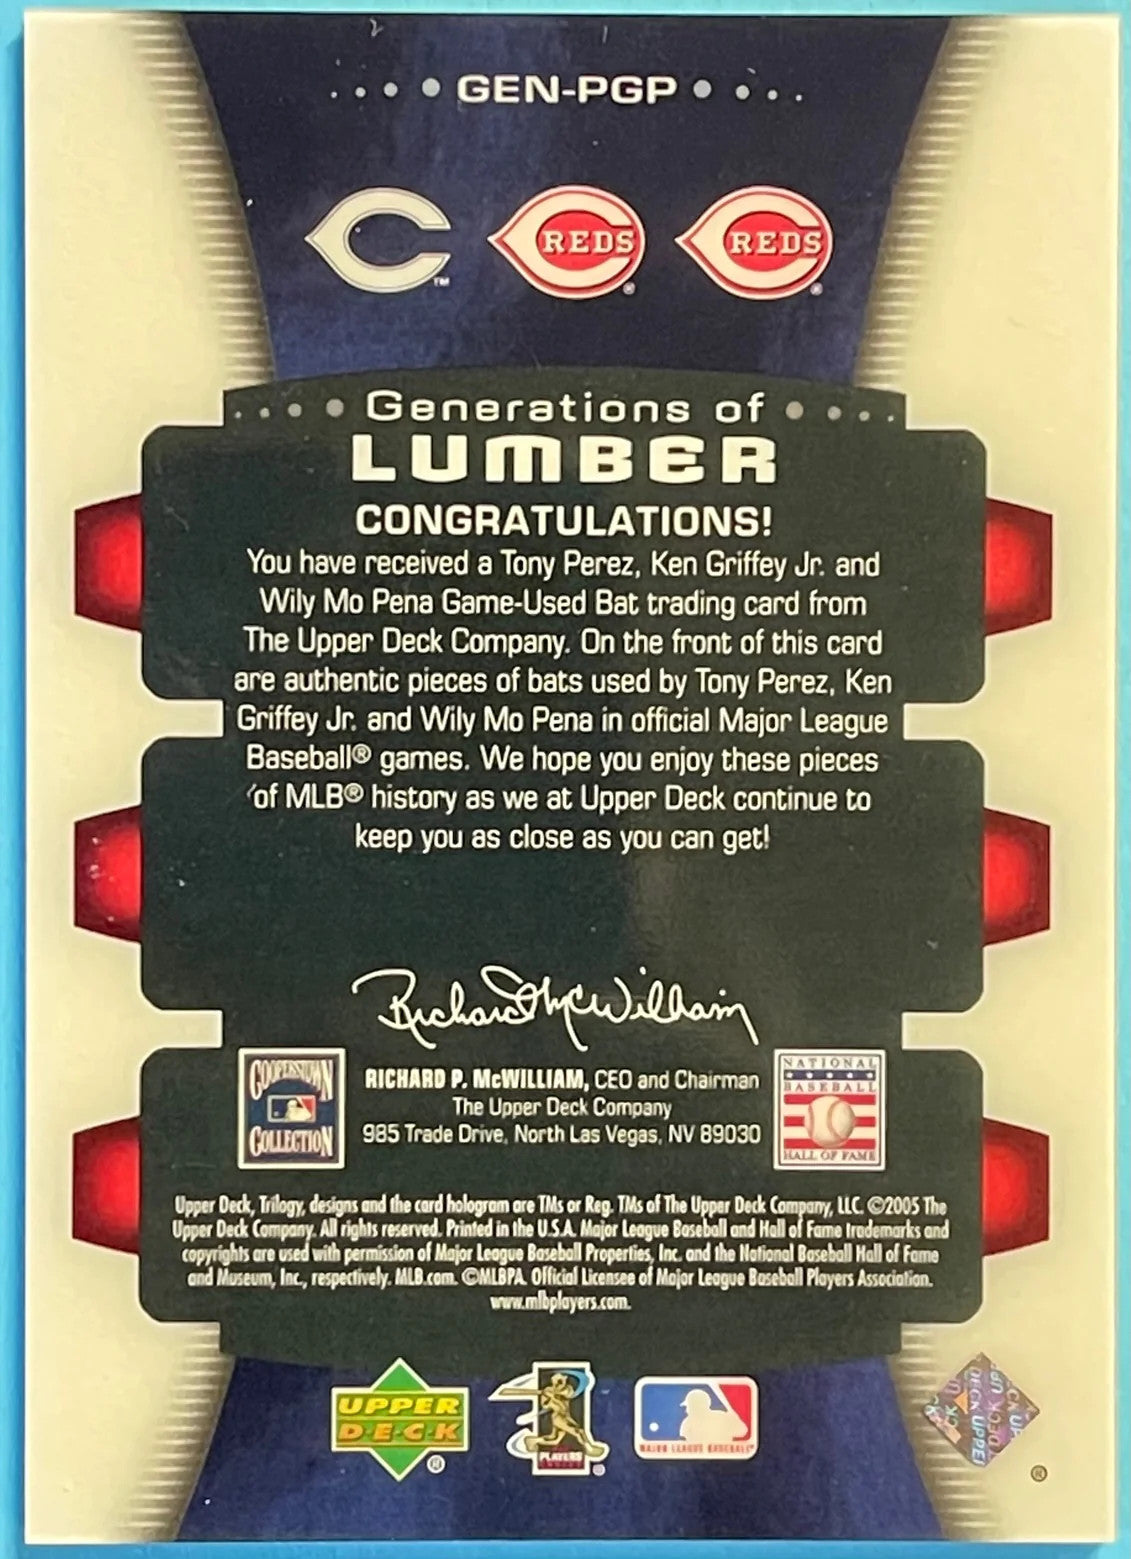 GEN-PGP
C™ REDS® REDS®
Generations of
LUMBER
CONGRATULATIONS!
You have received a Tony Perez, Ken Griffey Jr. and
Wily Mo Pena Game-Used Bat trading card from
The Upper Deck Company. On the front of this card
are authentic pieces of bats used by Tony Perez, Ken
Griffey Jr. and Wily Mo Pena in official Major League
Baseball® games. We hope you enjoy these pieces
of MLB® history as we at Upper Deck continue to
keep you as close as you can get!
Richard McWilliam
COOPERSTOWN
COLLECTION
RICHARD P. McWILLIAM, CEO and Chairman
The Upper Deck Company
985 Trade Drive, North Las Vegas, NV 89030
NATIONAL
BASEBALL
HALL OF FAME
Upper Deck, Trilogy, designs and the card hologram are TMs or Reg. TMs of The Upper Deck Company, LLC. ©2005 The
Upper Deck Company. All rights reserved. Printed in the U.S.A. Major League Baseball and Hall of Fame trademarks and
copyrights are used with permission of Major League Baseball Properties, Inc. and the National Baseball Hall of Fame
and Museum, Inc., respectively. MLB.com. ©MLBPA. Official Licensee of Major League Baseball Players Association.
www.mlbplayers.com.
UPPER
DECK
®
PLAYERS
®
MAJOR LEAGUE BASEBALL
DECK UPPE
®